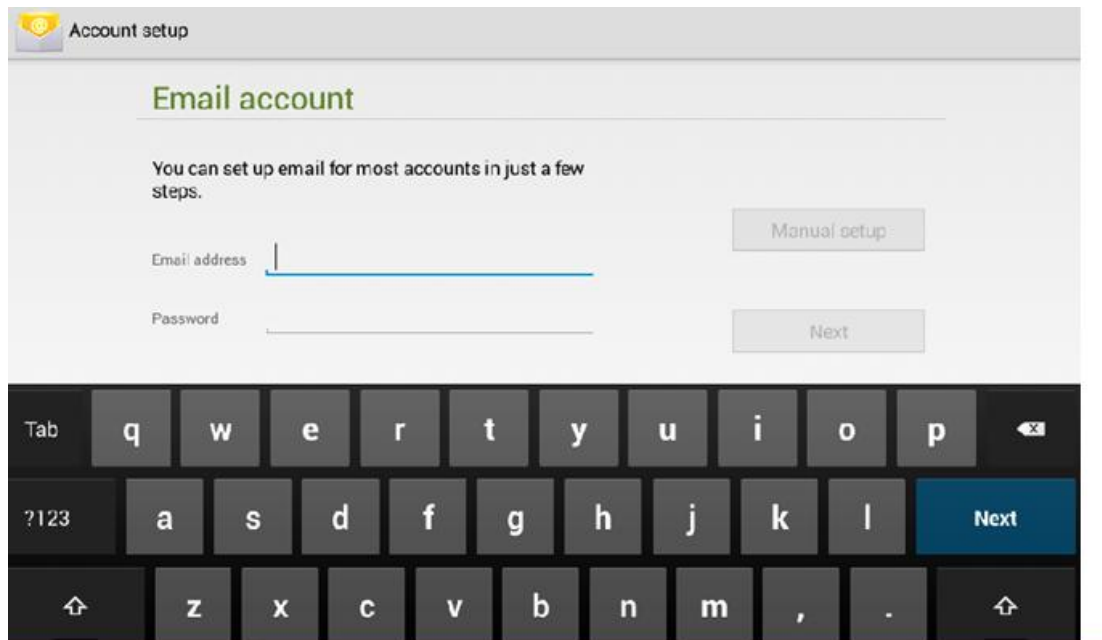 Account setup
Email account
You can set up email for most accounts in just a few
steps.
Manual setup
Email address
Password
Next
Tab q w e r t y u i o p
?123 a s d f g h j k l Next
z x c v b n m , .